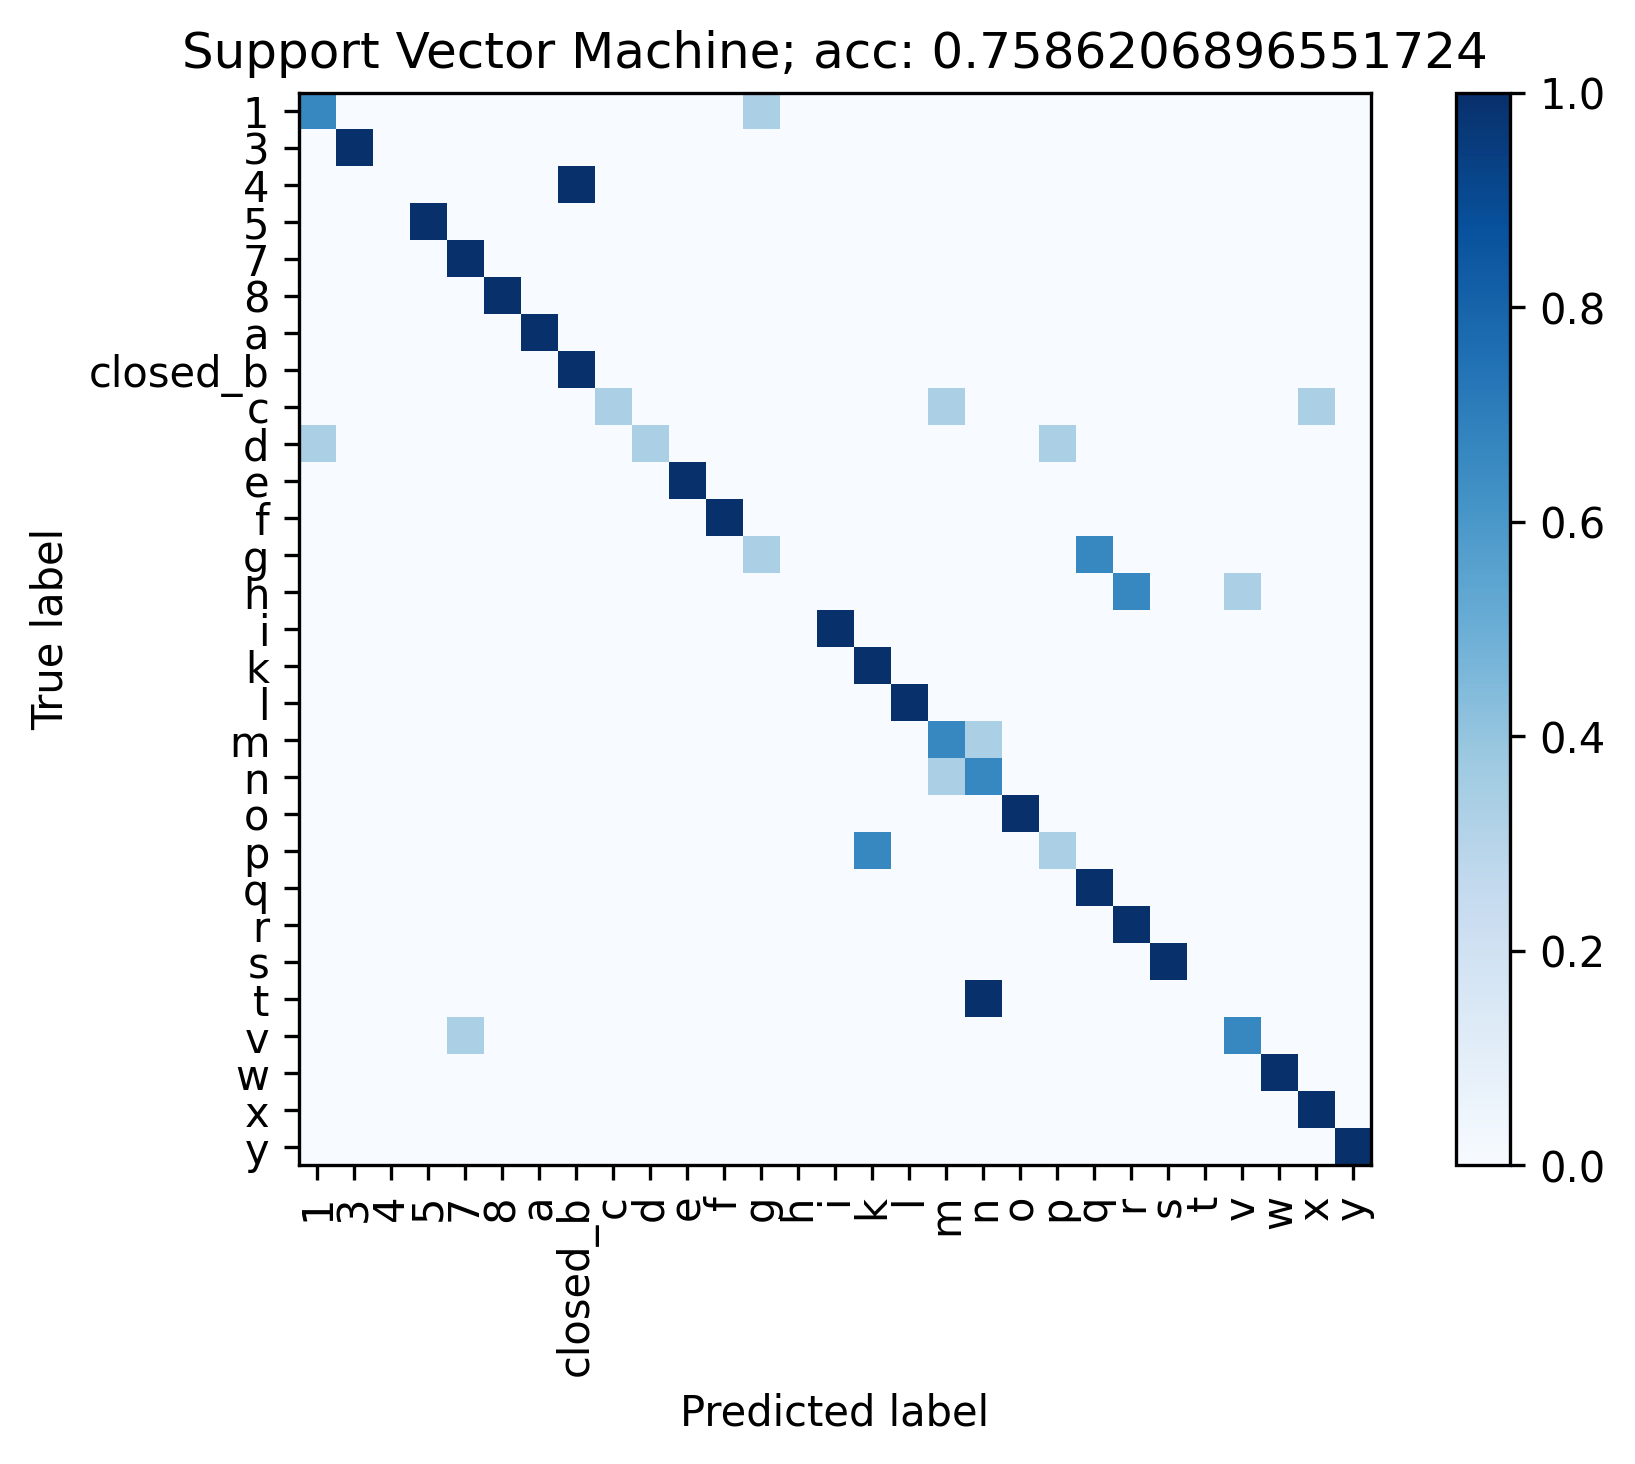 Support Vector Machine; acc: 0.7586206896551724
1
3
4
5
7
8
a
closed_b
c
d
e
f
g
h
i
k
l
m
n
o
p
q
r
s
t
v
w
x
y
True label
1
3
4
5
7
8
a
closed_b
c
d
e
f
g
h
i
k
l
m
n
o
p
q
r
s
t
v
w
x
y
Predicted label
1.0
0.8
0.6
0.4
0.2
0.0